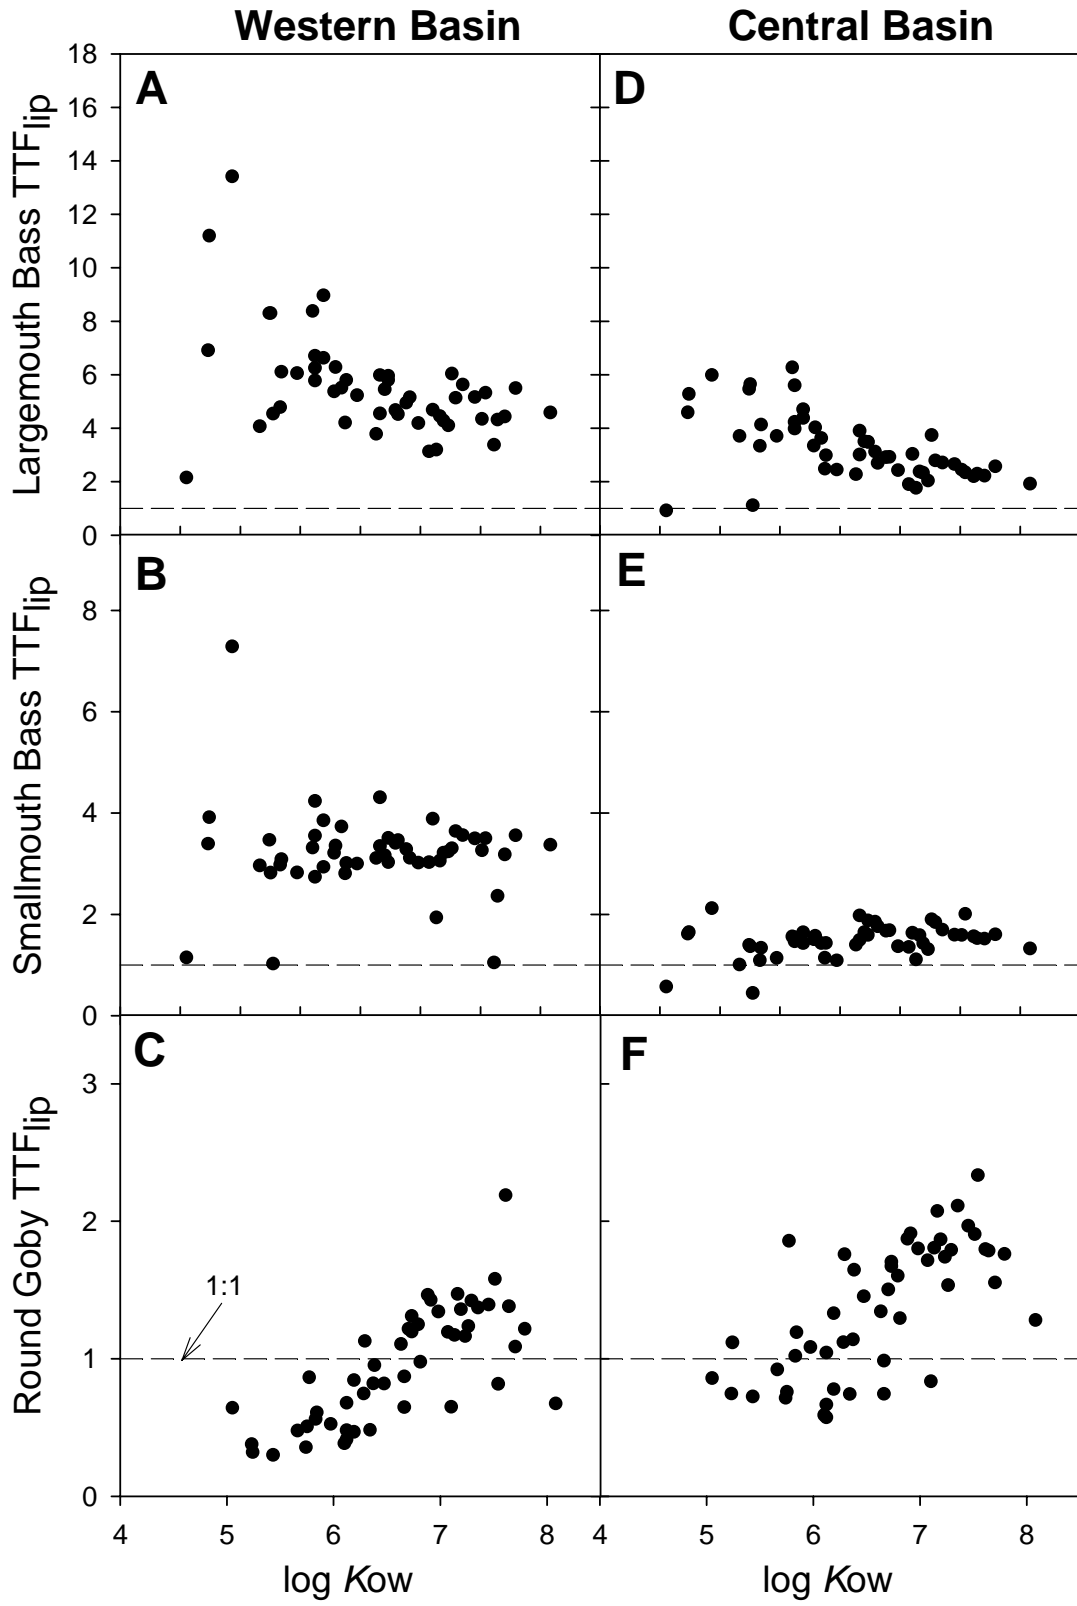 Western Basin
Central Basin
Largemouth Bass TTFlip
18
16
14
12
10
8
6
4
2
0
A
D
Smallmouth Bass TTFlip
8
6
4
2
0
B
E
Round Goby TTFlip
3
2
1
0
C
F
1:1
4 5 6 7 8
4 5 6 7 8
log Kow
log Kow